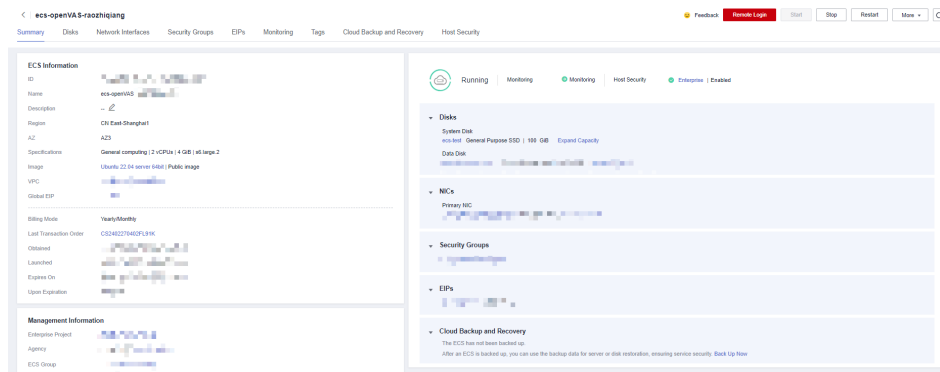 ecs-openVAS-raozhiqiang
Feedback Remote Login Start Stop Restart More
Summary Disks Network Interfaces Security Groups EIPs Monitoring Tags Cloud Backup and Recovery Host Security
ECS Information
ID
Name ecs-openVAS
Description --
Region CN East-Shanghai1
AZ AZ3
Specifications General computing | 2 vCPUs | 4 GiB | s6.large.2
Image Ubuntu 22.04 server 64bit | Public image
VPC
Global EIP
Billing Mode Yearly/Monthly
Last Transaction Order CS2402270402FL91K
Obtained
Launched
Expires On
Upon Expiration
Management Information
Enterprise Project
Agency
ECS Group
Running Monitoring Monitoring Host Security Enterprise | Enabled
Disks
System Disk
ecs-test General Purpose SSD | 100 GiB Expand Capacity
Data Disk
NICs
Primary NIC
Security Groups
EIPs
Cloud Backup and Recovery
The ECS has not been backed up.
After an ECS is backed up, you can use the backup data for server or disk restoration, ensuring service security. Back Up Now